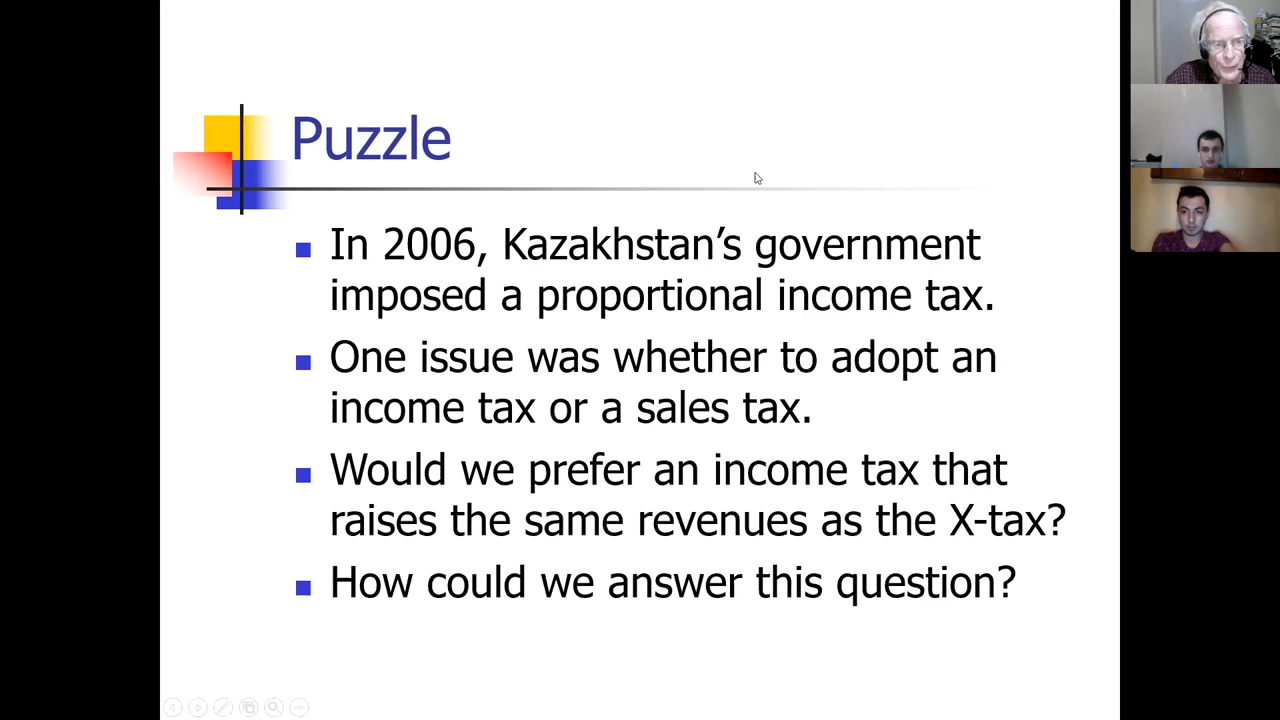 Puzzle
In 2006, Kazakhstan’s government
imposed a proportional income tax.
One issue was whether to adopt an
income tax or a sales tax.
Would we prefer an income tax that
raises the same revenues as the X-tax?
How could we answer this question?